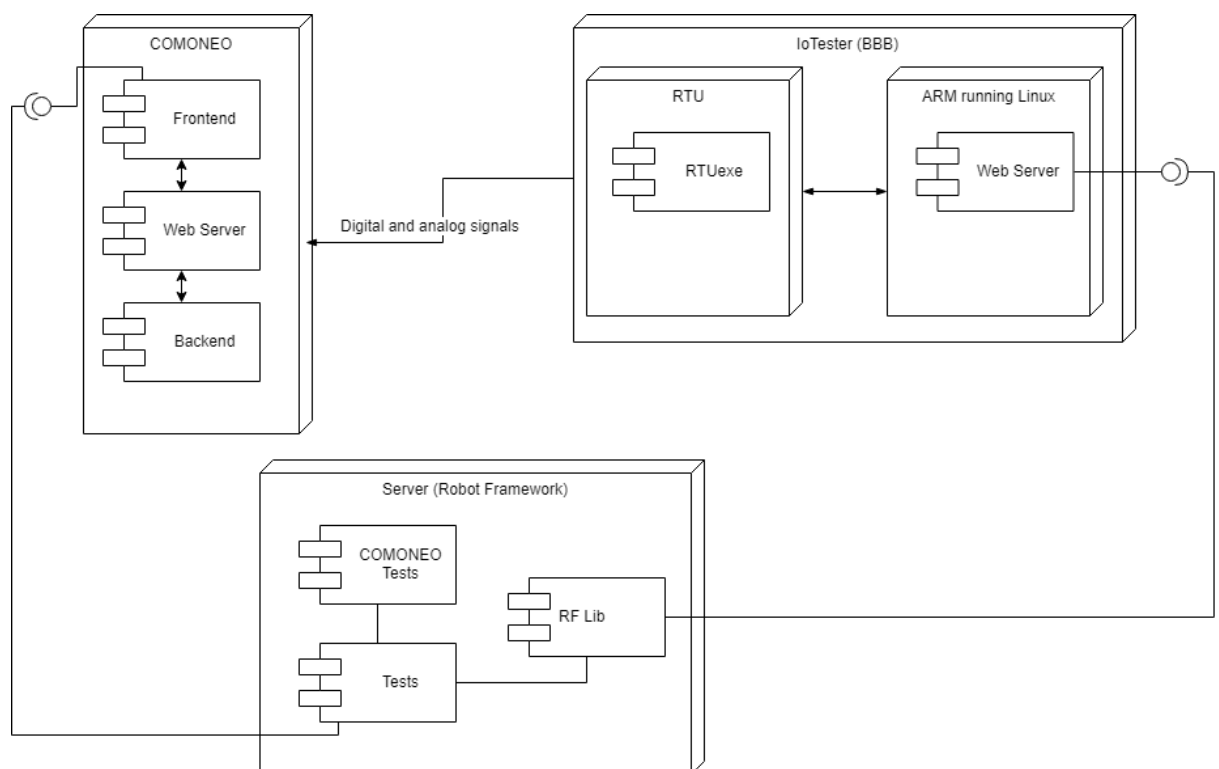 COMONEO
Frontend
Web Server
Backend
Digital and analog signals
IoTester (BBB)
RTU
RTUexe
ARM running Linux
Web Server
Server (Robot Framework)
COMONEO
Tests
RF Lib
Tests